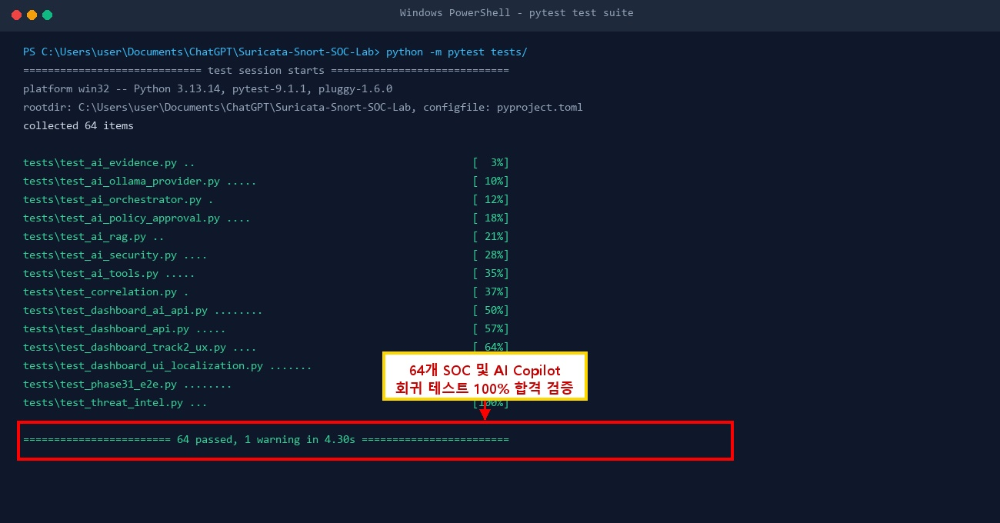 Windows PowerShell - pytest test suite
PS C:\Users\user\Documents\ChatGPT\Suricata-Snort-SOC-Lab> python -m pytest tests/
============================= test session starts =============================
platform win32 -- Python 3.13.14, pytest-9.1.1, pluggy-1.6.0
rootdir: C:\Users\user\Documents\ChatGPT\Suricata-Snort-SOC-Lab, configfile: pyproject.toml
collected 64 items
tests\test_ai_evidence.py .. [  3%]
tests\test_ai_ollama_provider.py ..... [ 10%]
tests\test_ai_orchestrator.py . [ 12%]
tests\test_ai_policy_approval.py .... [ 18%]
tests\test_ai_rag.py .. [ 21%]
tests\test_ai_security.py .... [ 28%]
tests\test_ai_tools.py ..... [ 35%]
tests\test_correlation.py . [ 37%]
tests\test_dashboard_ai_api.py ........ [ 50%]
tests\test_dashboard_api.py ..... [ 57%]
tests\test_dashboard_track2_ux.py .... [ 64%]
tests\test_dashboard_ui_localization.py .......
64개 SOC 및 AI Copilot
회귀 테스트 100% 합격 검증
tests\test_phase31_e2e.py ........
tests\test_threat_intel.py ... [100%]
======================== 64 passed, 1 warning in 4.30s ========================